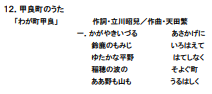 12. 甲良町のうた
「わが町甲良」 作詞・立川昭兒／作曲・天田繁
一. かがやきいづる あさかげに
鈴鹿のもみじ いろはえて
ゆたかな平野 はてしなく
稲穂の波の そよぐ町
ああ野も山も うるはしく